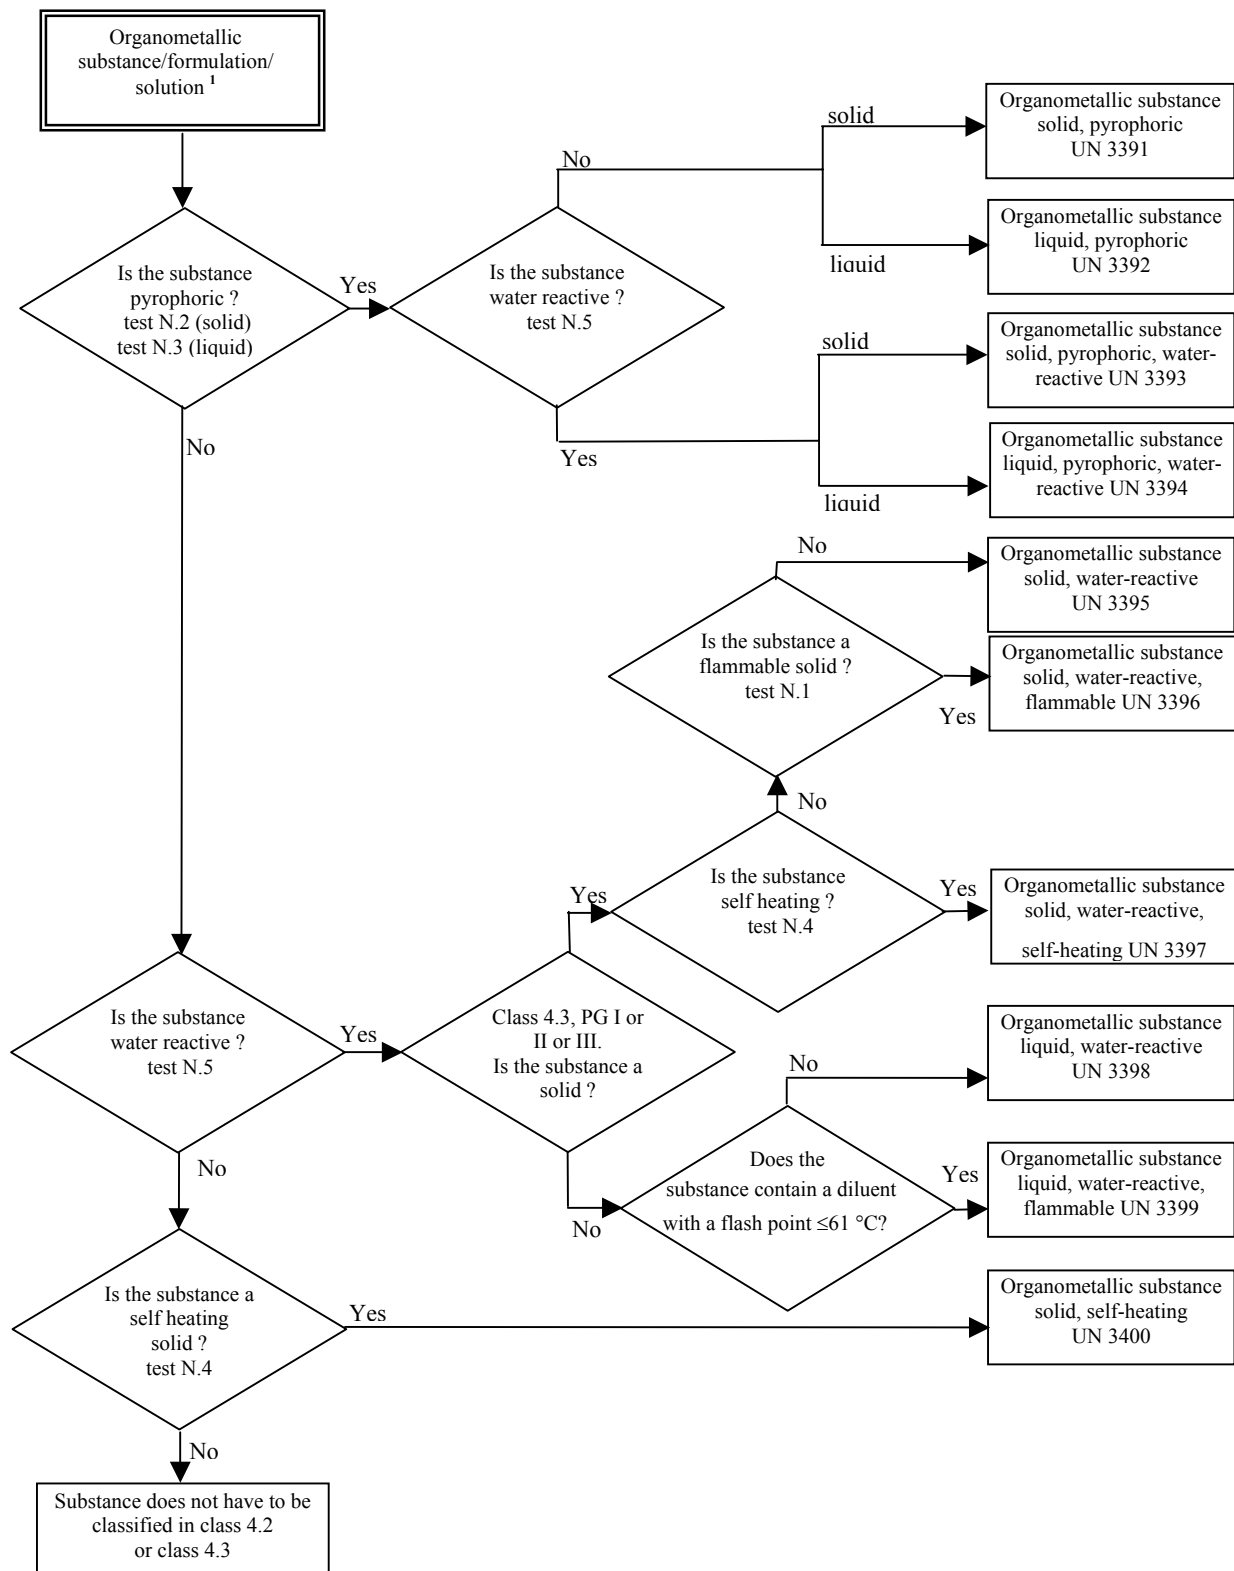 Organometallic
substance/formulation/
solution 1
solid
Organometallic substance
solid, pyrophoric
UN 3391
No
Organometallic substance
liquid, pyrophoric
UN 3392
liquid
Is the substance
pyrophoric ?
test N.2 (solid)
test N.3 (liquid)
Yes
Is the substance
water reactive ?
test N.5
solid
Organometallic substance
solid, pyrophoric, water-
reactive UN 3393
No
Yes
Organometallic substance
liquid, pyrophoric, water-
reactive UN 3394
liquid
No
Organometallic substance
solid, water-reactive
UN 3395
Is the substance a
flammable solid ?
test N.1
Yes
Organometallic substance
solid, water-reactive,
flammable UN 3396
No
Yes
Is the substance
self heating ?
test N.4
Yes
Organometallic substance
solid, water-reactive,
self-heating UN 3397
Is the substance
water reactive ?
test N.5
Yes
Class 4.3, PG I or
II or III.
Is the substance a
solid ?
No
Organometallic substance
liquid, water-reactive
UN 3398
No
No
Does the
substance contain a diluent
with a flash point ≤61 °C?
Yes
Organometallic substance
liquid, water-reactive,
flammable UN 3399
Is the substance a
self heating
solid ?
test N.4
Yes
Organometallic substance
solid, self-heating
UN 3400
No
Substance does not have to be
classified in class 4.2
or class 4.3